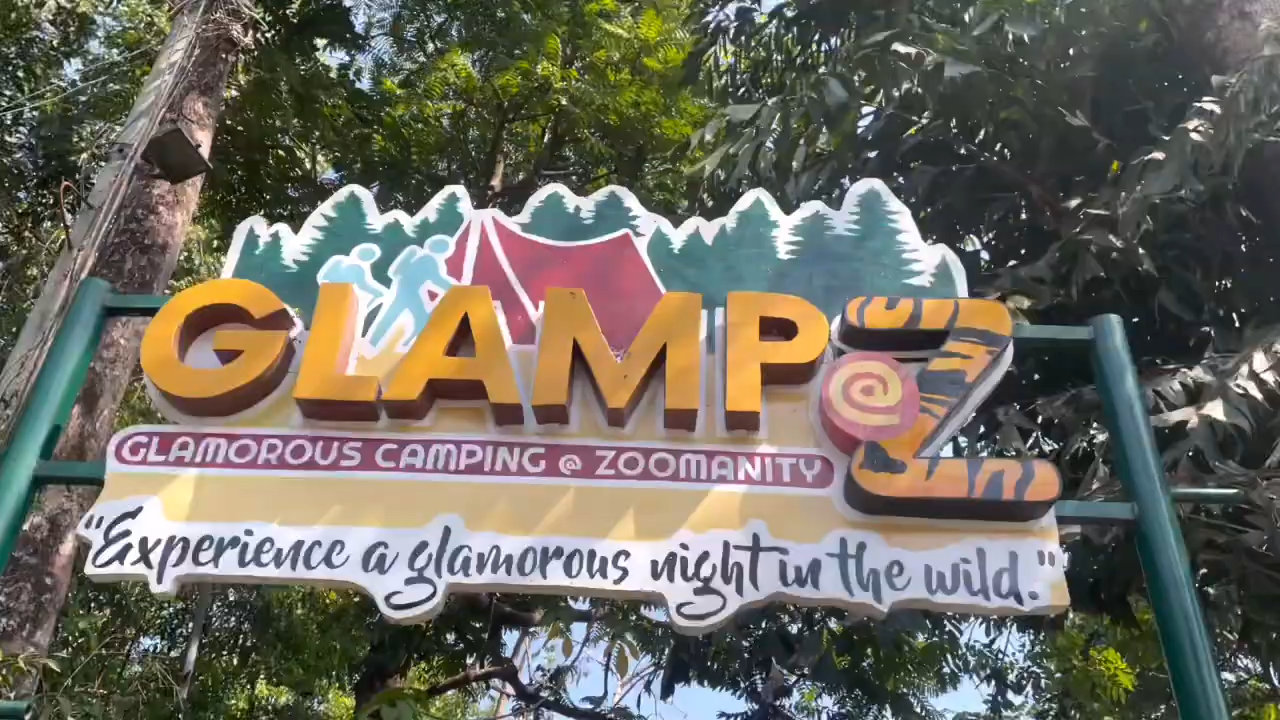 GLAMP@Z
GLAMOROUS CAMPING @ ZOOMANITY
"Experience a glamorous night in the wild."